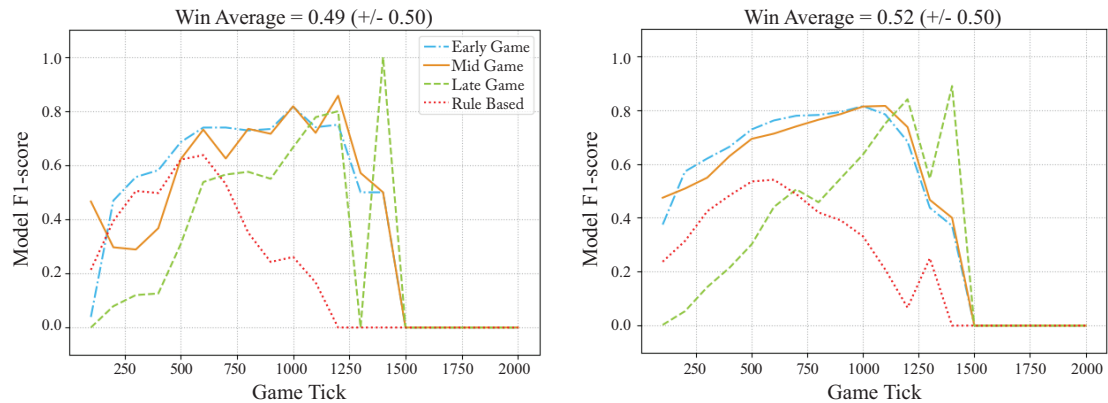 Win Average = 0.49 (+/- 0.50)
1.0
0.8
0.6
0.4
0.2
0.0
Model F1-score
Early Game
Mid Game
Late Game
Rule Based
250 500 750 1000 1250 1500 1750 2000
Game Tick
Win Average = 0.52 (+/- 0.50)
1.0
0.8
0.6
0.4
0.2
0.0
Model F1-score
250 500 750 1000 1250 1500 1750 2000
Game Tick